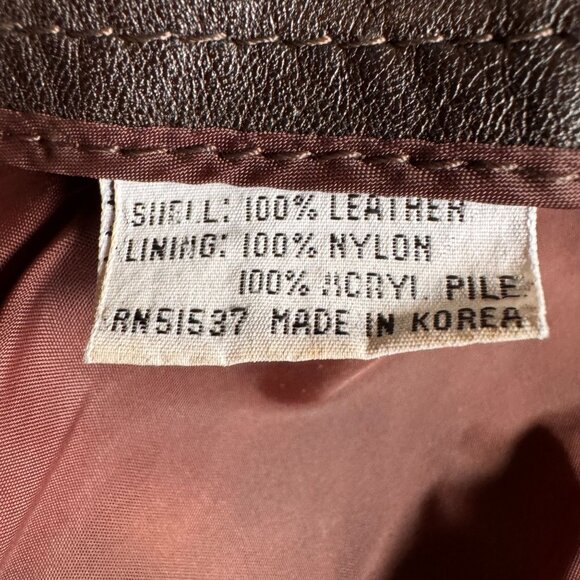 SHELL: 100% LEATHER
LINING: 100% NYLON
100% ACRYL. PILE
RN51537 MADE IN KOREA